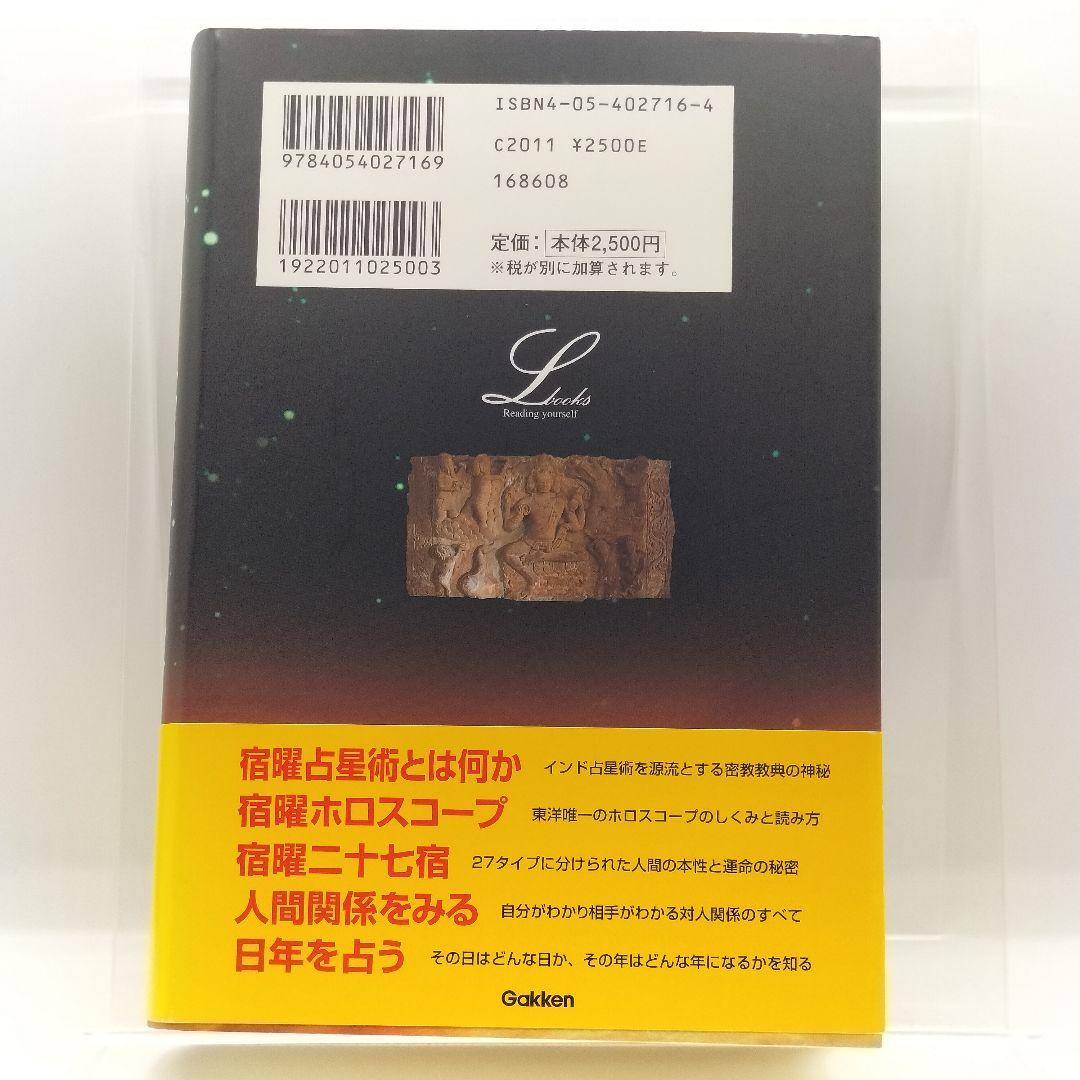 ISBN4-05-402716-4
9784054027169
C2011 ¥2500E
168608
1922011025003
定価：本体2,500円
※税が別に加算されます。
L books
Reading yourself
宿曜占星術とは何か インド占星術を源流とする密教教典の神秘
宿曜ホロスコープ 東洋唯一のホロスコープのしくみと読み方
宿曜二十七宿 27タイプに分けられた人間の本性と運命の秘密
人間関係をみる 自分がわかり相手がわかる対人関係のすべて
日年を占う その日はどんな日か、その年はどんな年になるかを知る
Gakken